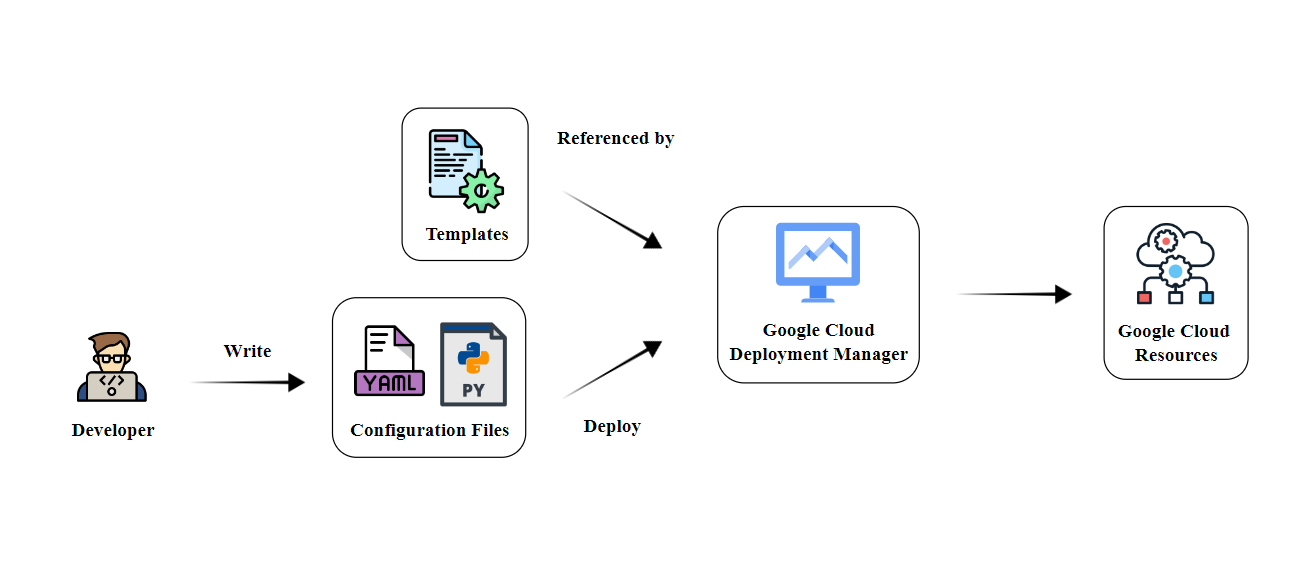 Referenced by
Templates
YAML
PY
Write
Configuration Files
Developer
Deploy
Google Cloud
Deployment Manager
Google Cloud
Resources